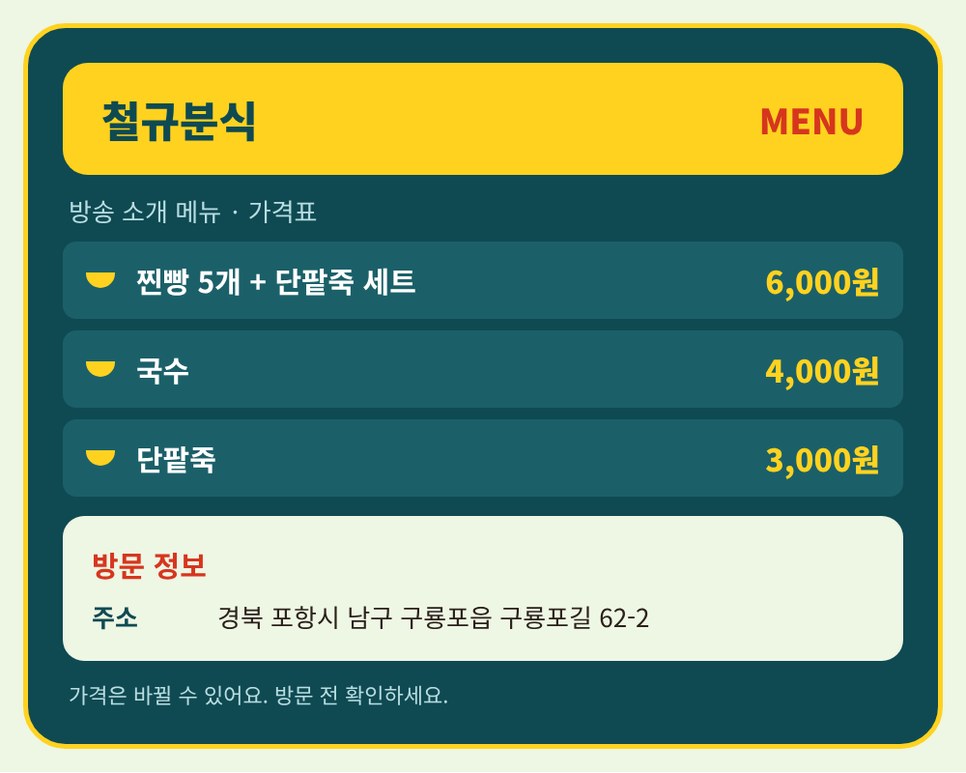 철규분식 MENU
방송 소개 메뉴 · 가격표
찐빵 5개 + 단팥죽 세트 6,000원
국수 4,000원
단팥죽 3,000원
방문 정보
주소 경북 포항시 남구 구룡포읍 구룡포길 62-2
가격은 바뀔 수 있어요. 방문 전 확인하세요.